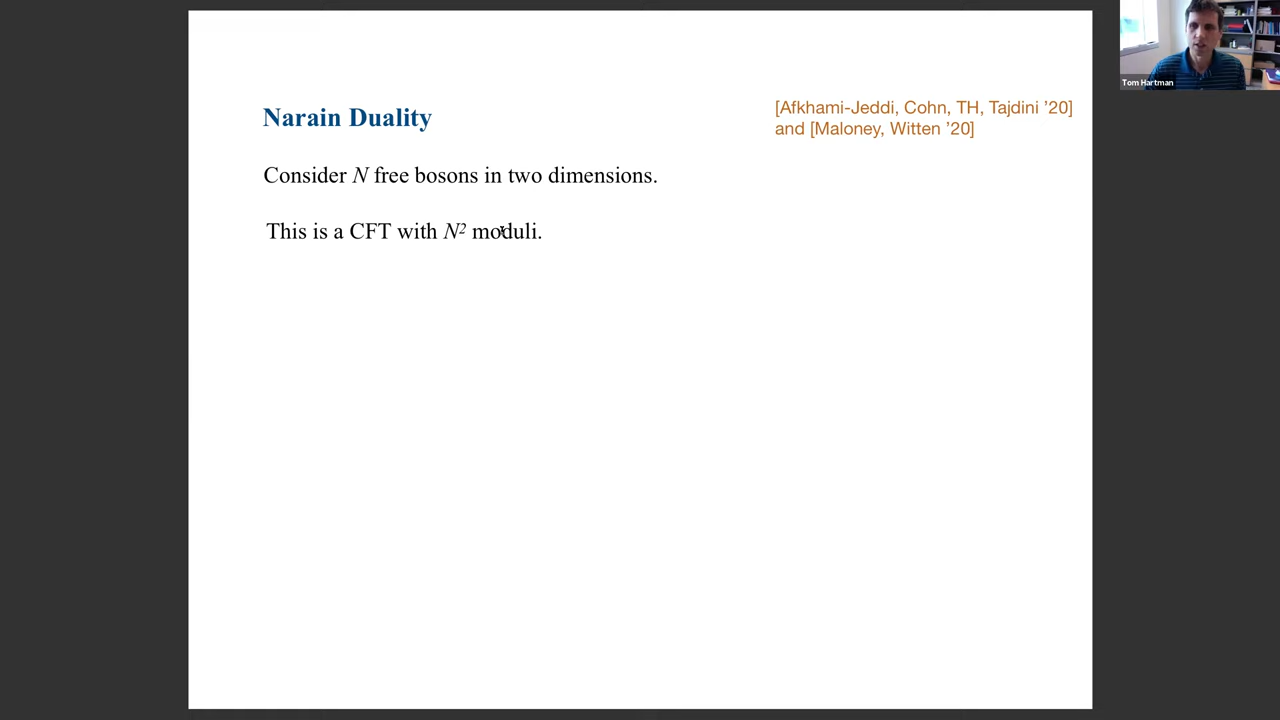 Narain Duality
[Afkhami-Jeddi, Cohn, TH, Tajdini ’20]
and [Maloney, Witten ’20]
Consider N free bosons in two dimensions.
This is a CFT with N² moduli.
Tom Hartman